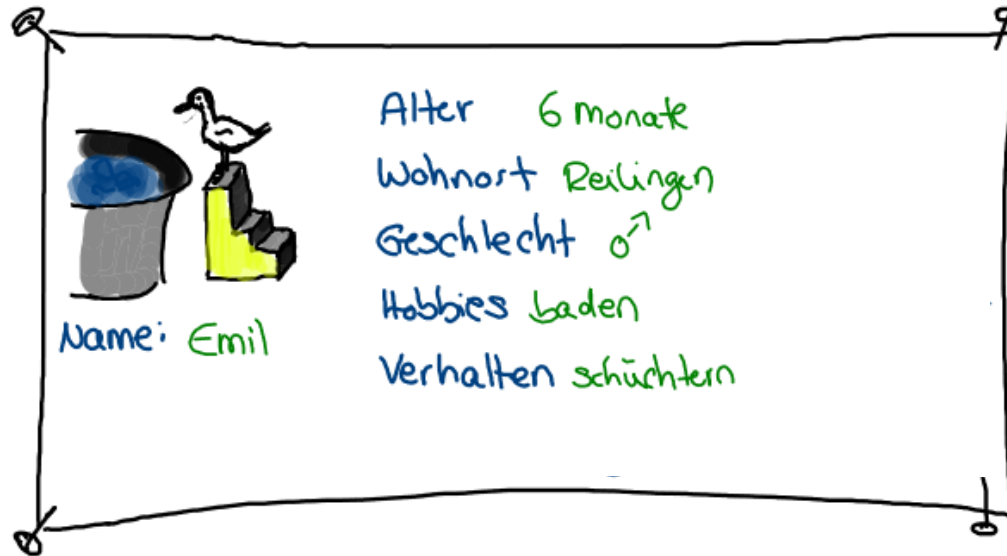 Alter 6 monate
Wohnort Reilingen
Geschlecht ♂
Hobbies baden
Verhalten schüchtern
Name: Emil